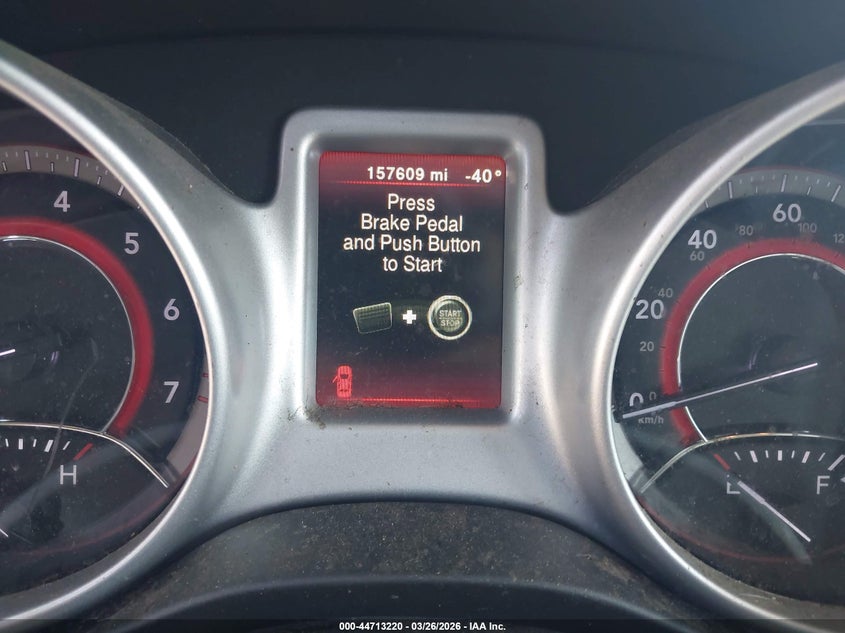 157609 mi -40°
Press
Brake Pedal
and Push Button
to Start
START
STOP
4
5
6
7
H
0
20
40
60
0
20
40
60
80
100
km/h
L F
000-44713220 | 03/26/2026 - IAA Inc.